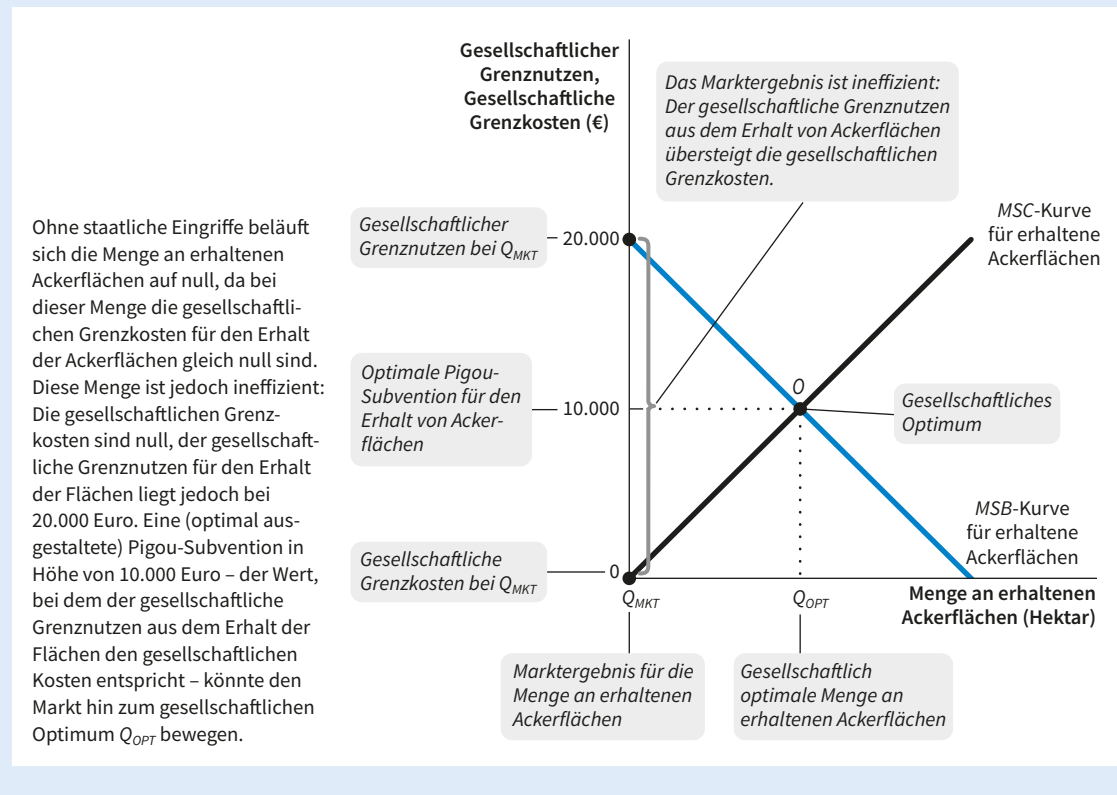 Ohne staatliche Eingriffe beläuft
sich die Menge an erhaltenen
Ackerflächen auf null, da bei
dieser Menge die gesellschaftli-
chen Grenzkosten für den Erhalt
der Ackerflächen gleich null sind.
Diese Menge ist jedoch ineffizient:
Die gesellschaftlichen Grenz-
kosten sind null, der gesellschaft-
liche Grenznutzen für den Erhalt
der Flächen liegt jedoch bei
20.000 Euro. Eine (optimal aus-
gestaltete) Pigou-Subvention in
Höhe von 10.000 Euro – der Wert,
bei dem der gesellschaftliche
Grenznutzen aus dem Erhalt der
Flächen den gesellschaftlichen
Kosten entspricht – könnte den
Markt hin zum gesellschaftlichen
Optimum Q_OPT bewegen.
Gesellschaftlicher
Grenznutzen,
Gesellschaftliche
Grenzkosten (€)
Das Marktergebnis ist ineffizient:
Der gesellschaftliche Grenznutzen
aus dem Erhalt von Ackerflächen
übersteigt die gesellschaftlichen
Grenzkosten.
Gesellschaftlicher
Grenznutzen bei Q_MKT
20.000
MSC-Kurve
für erhaltene
Ackerflächen
Optimale Pigou-
Subvention für den
Erhalt von Acker-
flächen
10.000
O
Gesellschaftliches
Optimum
MSB-Kurve
für erhaltene
Ackerflächen
Gesellschaftliche
Grenzkosten bei Q_MKT
0
Q_MKT
Q_OPT
Menge an erhaltenen
Ackerflächen (Hektar)
Marktergebnis für die
Menge an erhaltenen
Ackerflächen
Gesellschaftlich
optimale Menge an
erhaltenen Ackerflächen